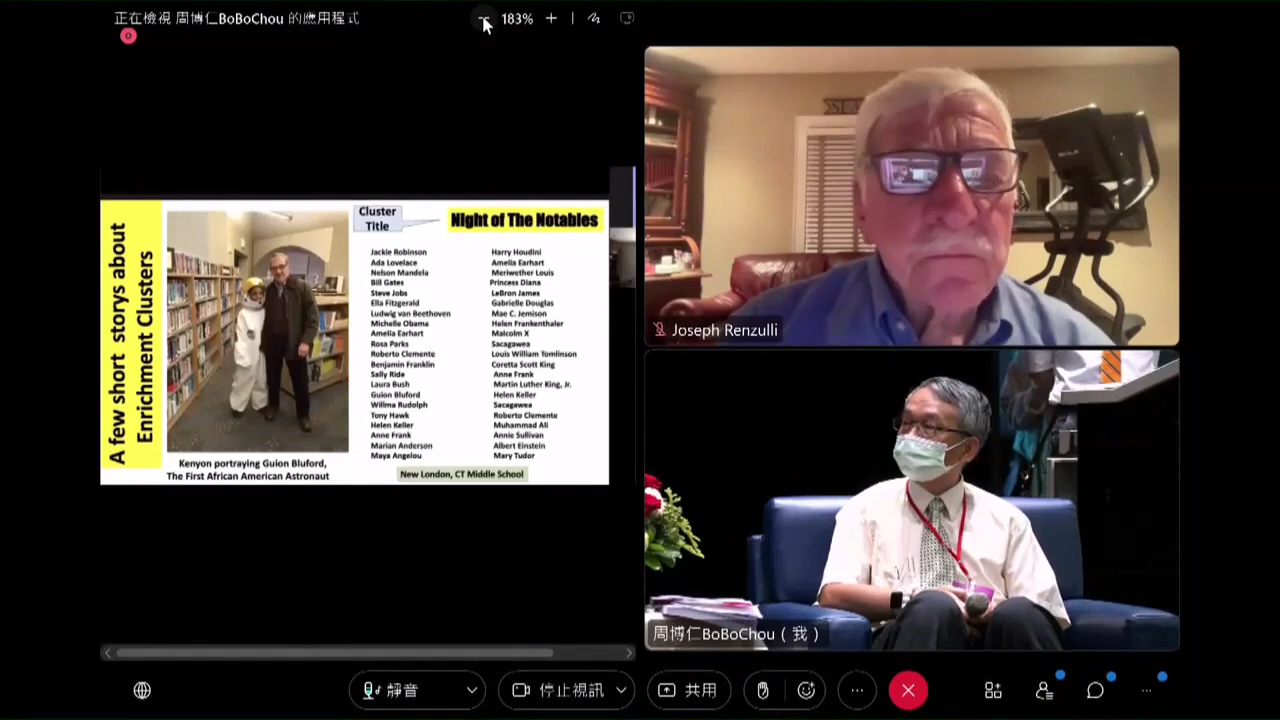 正在檢視 周博仁BoBoChou 的應用程式
183%
A few short storys about
Enrichment Clusters
Cluster
Title
Night of The Notables
Jackie Robinson
Ada Lovelace
Nelson Mandela
Bill Gates
Steve Jobs
Ella Fitzgerald
Ludwig van Beethoven
Michelle Obama
Amelia Earhart
Rosa Parks
Roberto Clemente
Benjamin Franklin
Sally Ride
Laura Bush
Guion Bluford
Willma Rudolph
Tony Hawk
Helen Keller
Anne Frank
Marian Anderson
Maya Angelou
Harry Houdini
Amelia Earhart
Meriwether Louis
Princess Diana
LeBron James
Gabrielle Douglas
Mae C. Jemison
Helen Frankenthaler
Malcolm X
Sacagawea
Louis William Tomlinson
Coretta Scott King
Anne Frank
Martin Luther King, Jr.
Helen Keller
Sacagawea
Roberto Clemente
Muhammad Ali
Annie Sullivan
Albert Einstein
Mary Tudor
Kenyon portraying Guion Bluford,
The First African American Astronaut
New London, CT Middle School
Joseph Renzulli
周博仁BoBoChou（我）
靜音
停止視訊
共用